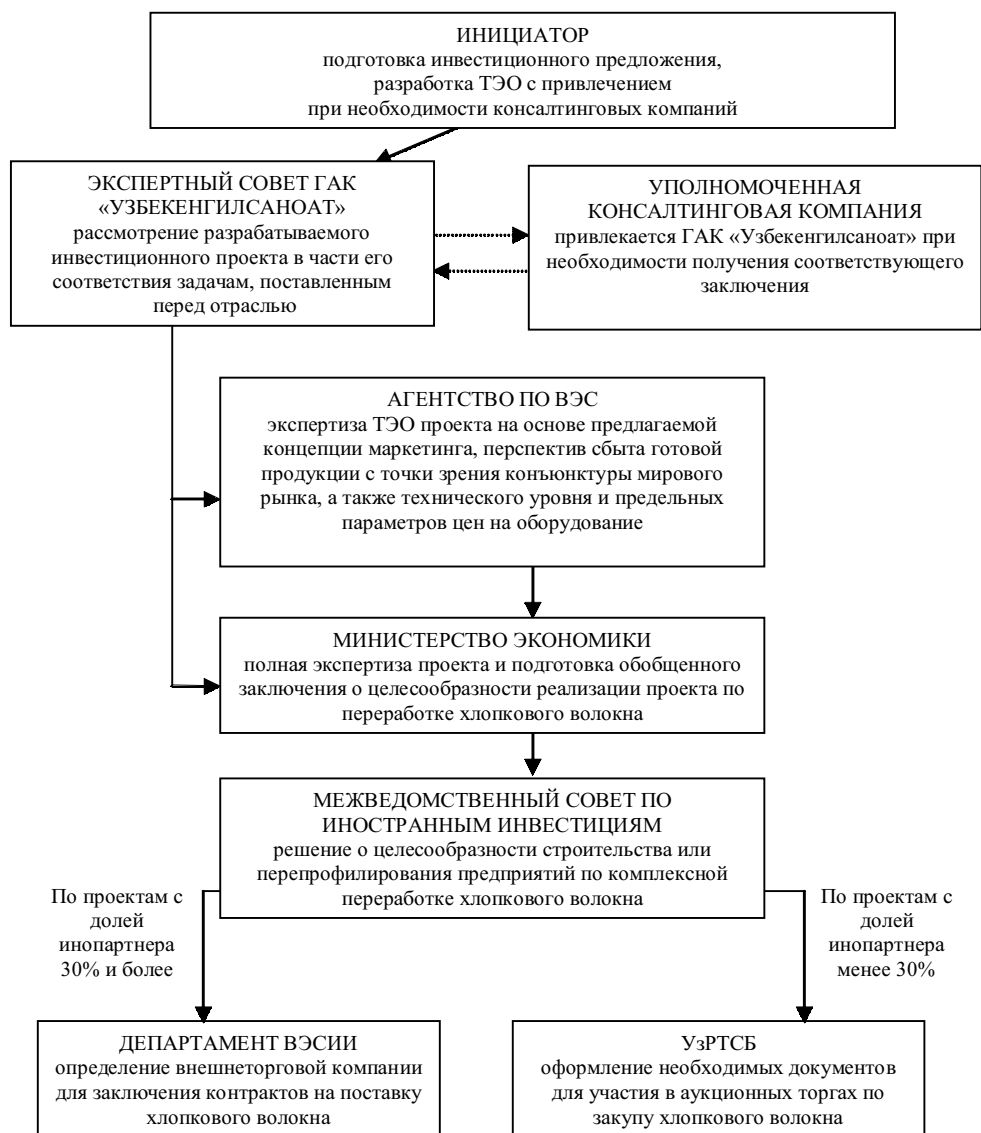 ИНИЦИАТОР
подготовка инвестиционного предложения,
разработка ТЭО с привлечением
при необходимости консалтинговых компаний
ЭКСПЕРТНЫЙ СОВЕТ ГАК
«УЗБЕКЕНГИЛСАНОАТ»
рассмотрение разрабатываемого
инвестиционного проекта в части его
соответствия задачам, поставленным
перед отраслью
УПОЛНОМОЧЕННАЯ
КОНСАЛТИНГОВАЯ КОМПАНИЯ
привлекается ГАК «Узбекенгилсаноат» при
необходимости получения соответствующего
заключения
АГЕНТСТВО ПО ВЭС
экспертиза ТЭО проекта на основе предлагаемой
концепции маркетинга, перспектив сбыта готовой
продукции с точки зрения конъюнктуры мирового
рынка, а также технического уровня и предельных
параметров цен на оборудование
МИНИСТЕРСТВО ЭКОНОМИКИ
полная экспертиза проекта и подготовка обобщенного
заключения о целесообразности реализации проекта по
переработке хлопкового волокна
МЕЖВЕДОМСТВЕННЫЙ СОВЕТ ПО
ИНОСТРАННЫМ ИНВЕСТИЦИЯМ
решение о целесообразности строительства или
перепрофилирования предприятий по комплексной
переработке хлопкового волокна
По проектам с
долей
инопартнера
30% и более
По проектам с
долей
инопартнера
менее 30%
ДЕПАРТАМЕНТ ВЭСИИ
определение внешнеторговой компании
для заключения контрактов на поставку
хлопкового волокна
УзРТСБ
оформление необходимых документов
для участия в аукционных торгах по
закупу хлопкового волокна